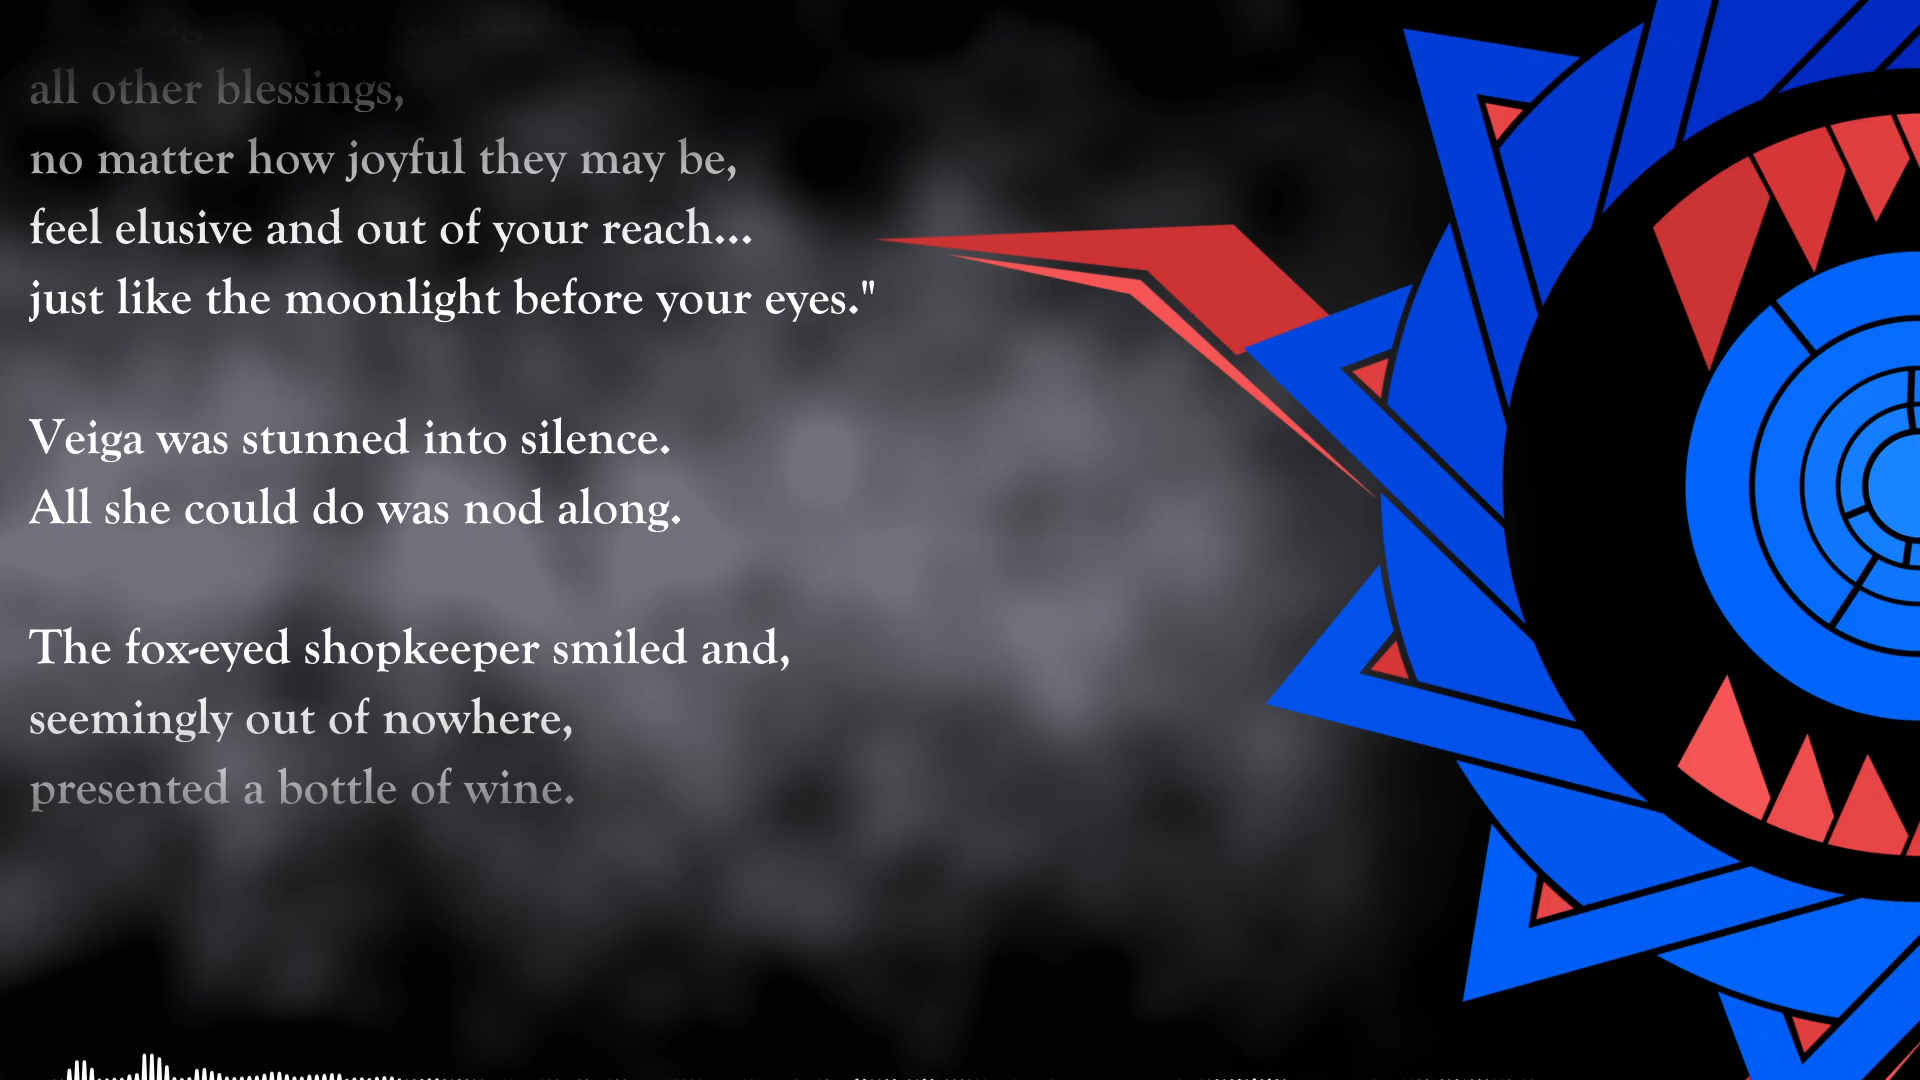 all other blessings,
no matter how joyful they may be,
feel elusive and out of your reach...
just like the moonlight before your eyes."
Veiga was stunned into silence.
All she could do was nod along.
The fox-eyed shopkeeper smiled and,
seemingly out of nowhere,
presented a bottle of wine.